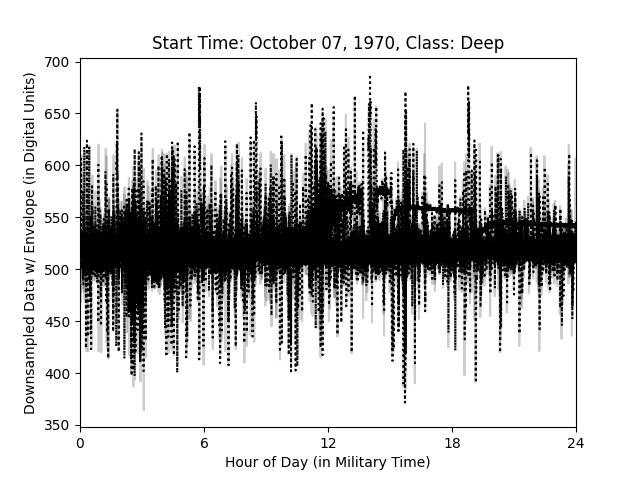 Start Time: October 07, 1970, Class: Deep
Downsampled Data w/ Envelope (in Digital Units)
700
650
600
550
500
450
400
350
0 6 12 18 24
Hour of Day (in Military Time)